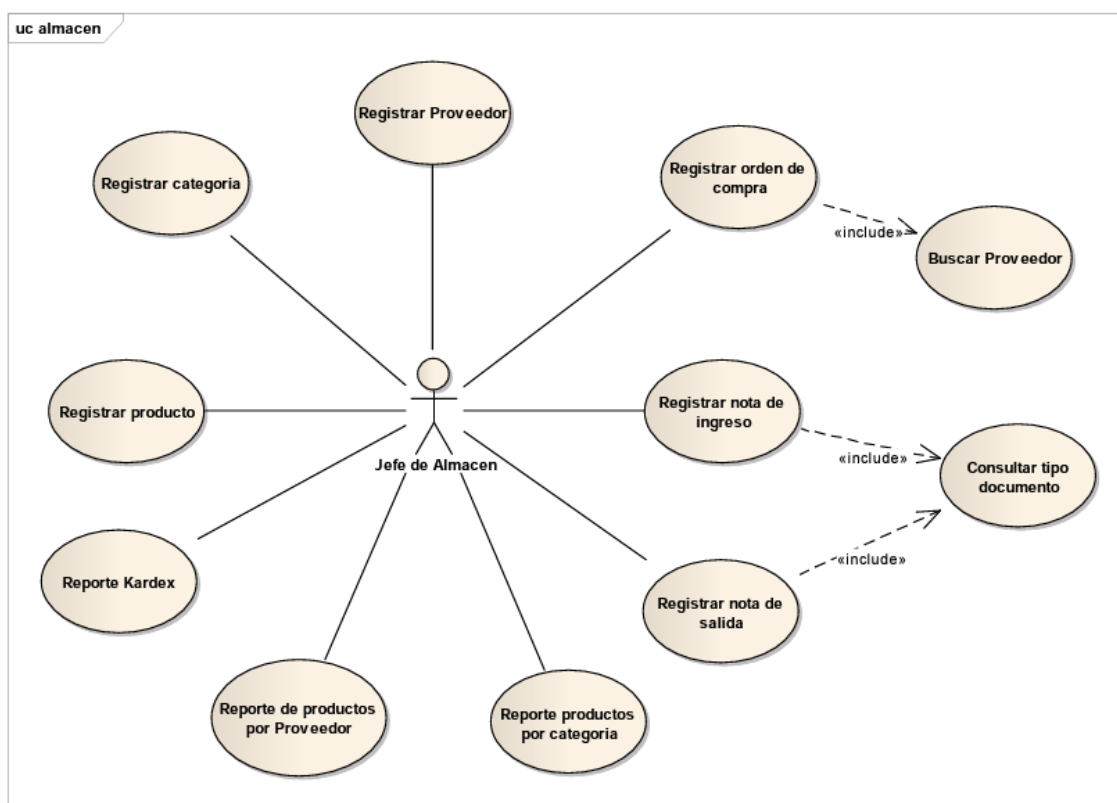 uc almacen
Registrar Proveedor
Registrar categoria
Registrar orden de
compra
«include»
Buscar Proveedor
Registrar producto
Registrar nota de
ingreso
«include»
Consultar tipo
documento
Jefe de Almacen
«include»
Reporte Kardex
Registrar nota de
salida
Reporte de productos
por Proveedor
Reporte productos
por categoria